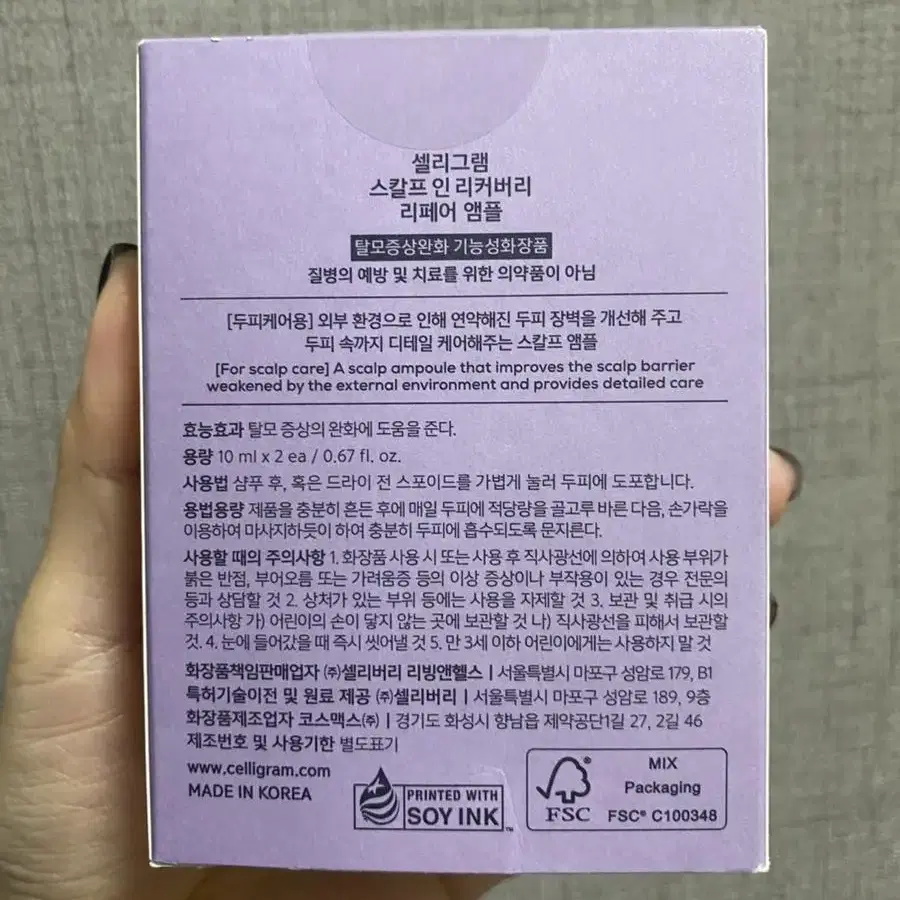 셀리그램
스칼프 인 리커버리
리페어 앰플
탈모증상완화 기능성화장품
질병의 예방 및 치료를 위한 의약품이 아님
[두피케어용] 외부 환경으로 인해 연약해진 두피 장벽을 개선해 주고
두피 속까지 디테일 케어해주는 스칼프 앰플
[For scalp care] A scalp ampoule that improves the scalp barrier
weakened by the external environment and provides detailed care
효능효과 탈모 증상의 완화에 도움을 준다.
용량 10 ml x 2 ea / 0.67 fl. oz.
사용법 샴푸 후, 혹은 드라이 전 스포이드를 가볍게 눌러 두피에 도포합니다.
용법용량 제품을 충분히 흔든 후에 매일 두피에 적당량을 골고루 바른 다음, 손가락을
이용하여 마사지하듯이 하여 충분히 두피에 흡수되도록 문지른다.
사용할 때의 주의사항 1. 화장품 사용 시 또는 사용 후 직사광선에 의하여 사용 부위가
붉은 반점, 부어오름 또는 가려움증 등의 이상 증상이나 부작용이 있는 경우 전문의
등과 상담할 것 2. 상처가 있는 부위 등에는 사용을 자제할 것 3. 보관 및 취급 시의
주의사항 가) 어린이의 손이 닿지 않는 곳에 보관할 것 나) 직사광선을 피해서 보관할
것. 4. 눈에 들어갔을 때 즉시 씻어낼 것 5. 만 3세 이하 어린이에게는 사용하지 말 것
화장품책임판매업자 ㈜셀리버리 리빙앤헬스 | 서울특별시 마포구 성암로 179, B1
특허기술이전 및 원료 제공 ㈜셀리버리 | 서울특별시 마포구 성암로 189, 9층
화장품제조업자 코스맥스㈜ | 경기도 화성시 향남읍 제약공단1길 27, 2길 46
제조번호 및 사용기한 별도표기
www.celligram.com
MADE IN KOREA
PRINTED WITH
SOY INK™
FSC
MIX
Packaging
FSC® C100348